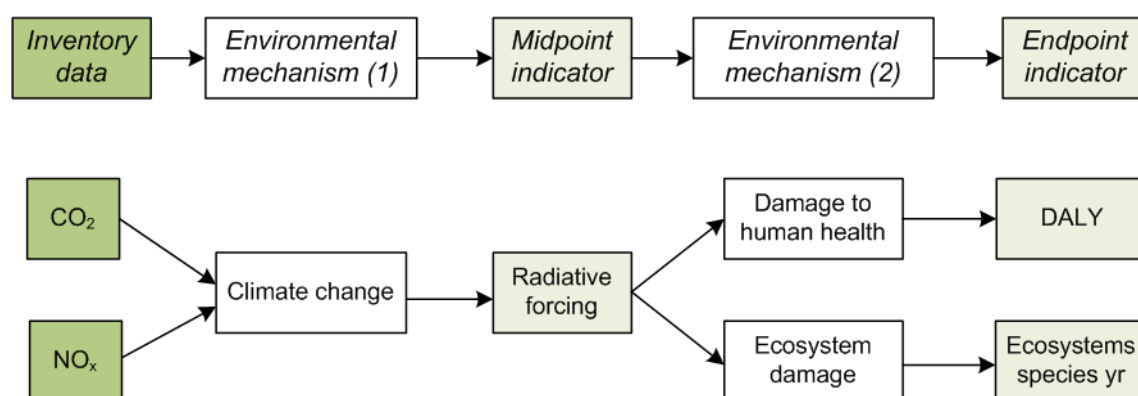 Inventory
data
Environmental
mechanism (1)
Midpoint
indicator
Environmental
mechanism (2)
Endpoint
indicator
CO₂
NOₓ
Climate change
Radiative
forcing
Damage to
human health
DALY
Ecosystem
damage
Ecosystems
species yr